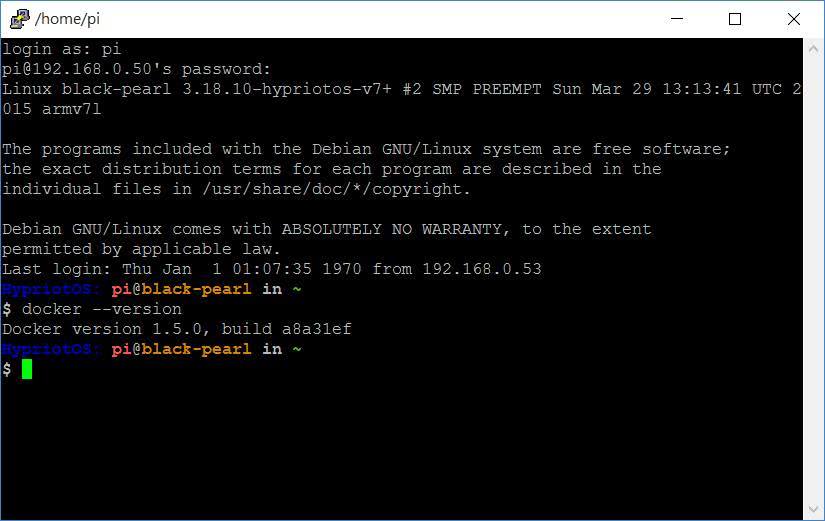 /home/pi
login as: pi
pi@192.168.0.50's password:
Linux black-pearl 3.18.10-hypriotos-v7+ #2 SMP PREEMPT Sun Mar 29 13:13:41 UTC 2
015 armv7l
The programs included with the Debian GNU/Linux system are free software;
the exact distribution terms for each program are described in the
individual files in /usr/share/doc/*/copyright.
Debian GNU/Linux comes with ABSOLUTELY NO WARRANTY, to the extent
permitted by applicable law.
Last login: Thu Jan  1 01:07:35 1970 from 192.168.0.53
HypriotOS: pi@black-pearl in ~
$ docker --version
Docker version 1.5.0, build a8a31ef
HypriotOS: pi@black-pearl in ~
$